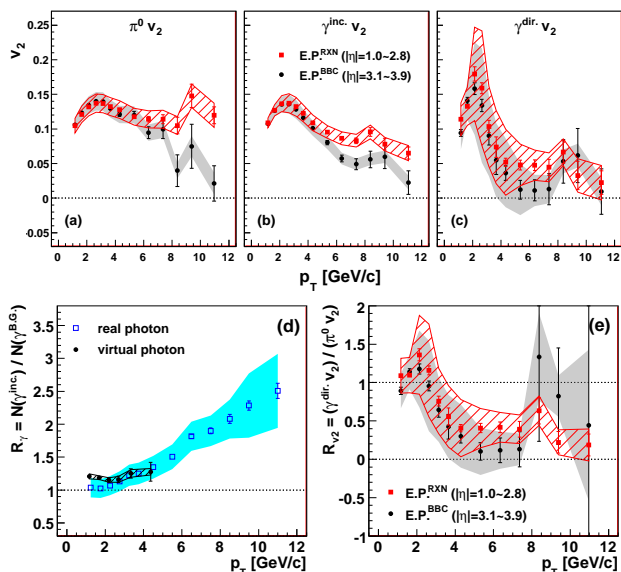 π⁰ v₂
γ^inc. v₂
γ^dir. v₂
v₂
0.25
0.2
0.15
0.1
0.05
0
E.P.^RXN (|η|=1.0~2.8)
E.P.^BBC (|η|=3.1~3.9)
(a)
(b)
(c)
0 2 4 6 8 10 12
0 2 4 6 8 10 12
0 2 4 6 8 10 12
p_T [GeV/c]
R_γ = N(γ^inc.) / N(γ^B.G.)
3.5
3
2.5
2
1.5
1
real photon
virtual photon
(d)
0 2 4 6 8 10 12
p_T [GeV/c]
R_v2 = (γ^dir. v₂) / (π⁰ v₂)
2
1.5
1
0.5
0
-0.5
-1
(e)
E.P.^RXN (|η|=1.0~2.8)
E.P.^BBC (|η|=3.1~3.9)
0 2 4 6 8 10 12
p_T [GeV/c]